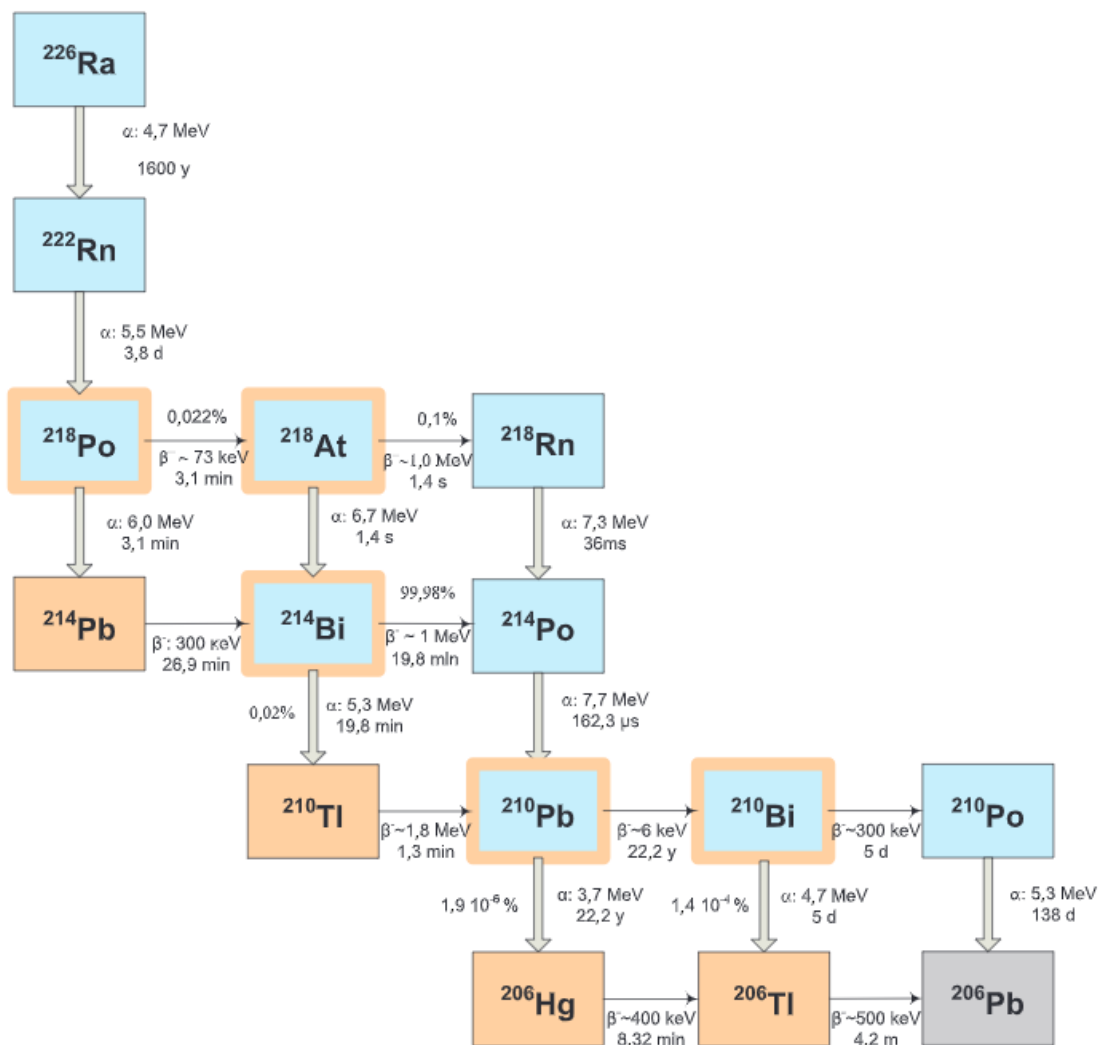 ²²⁶Ra
α: 4,7 MeV
1600 y
²²²Rn
α: 5,5 MeV
3,8 d
²¹⁸Po
0,022%
β⁻ ~ 73 keV
3,1 min
²¹⁸At
0,1%
β⁻~1,0 MeV
1,4 s
²¹⁸Rn
α: 6,0 MeV
3,1 min
α: 6,7 MeV
1,4 s
α: 7,3 MeV
36ms
²¹⁴Pb
β⁻: 300 кeV
26,9 min
²¹⁴Bi
99,98%
β⁻ ~ 1 MeV
19,8 mln
²¹⁴Po
0,02%
α: 5,3 MeV
19,8 min
α: 7,7 MeV
162,3 µs
²¹⁰Tl
β⁻~1,8 MeV
1,3 min
²¹⁰Pb
β⁻~6 keV
22,2 y
²¹⁰Bi
β⁻~300 keV
5 d
²¹⁰Po
1,9 10⁻⁶ %
α: 3,7 MeV
22,2 y
1,4 10⁻⁴ %
α: 4,7 MeV
5 d
α: 5,3 MeV
138 d
²⁰⁶Hg
β⁻~400 keV
8,32 min
²⁰⁶Tl
β⁻~500 keV
4,2 m
²⁰⁶Pb